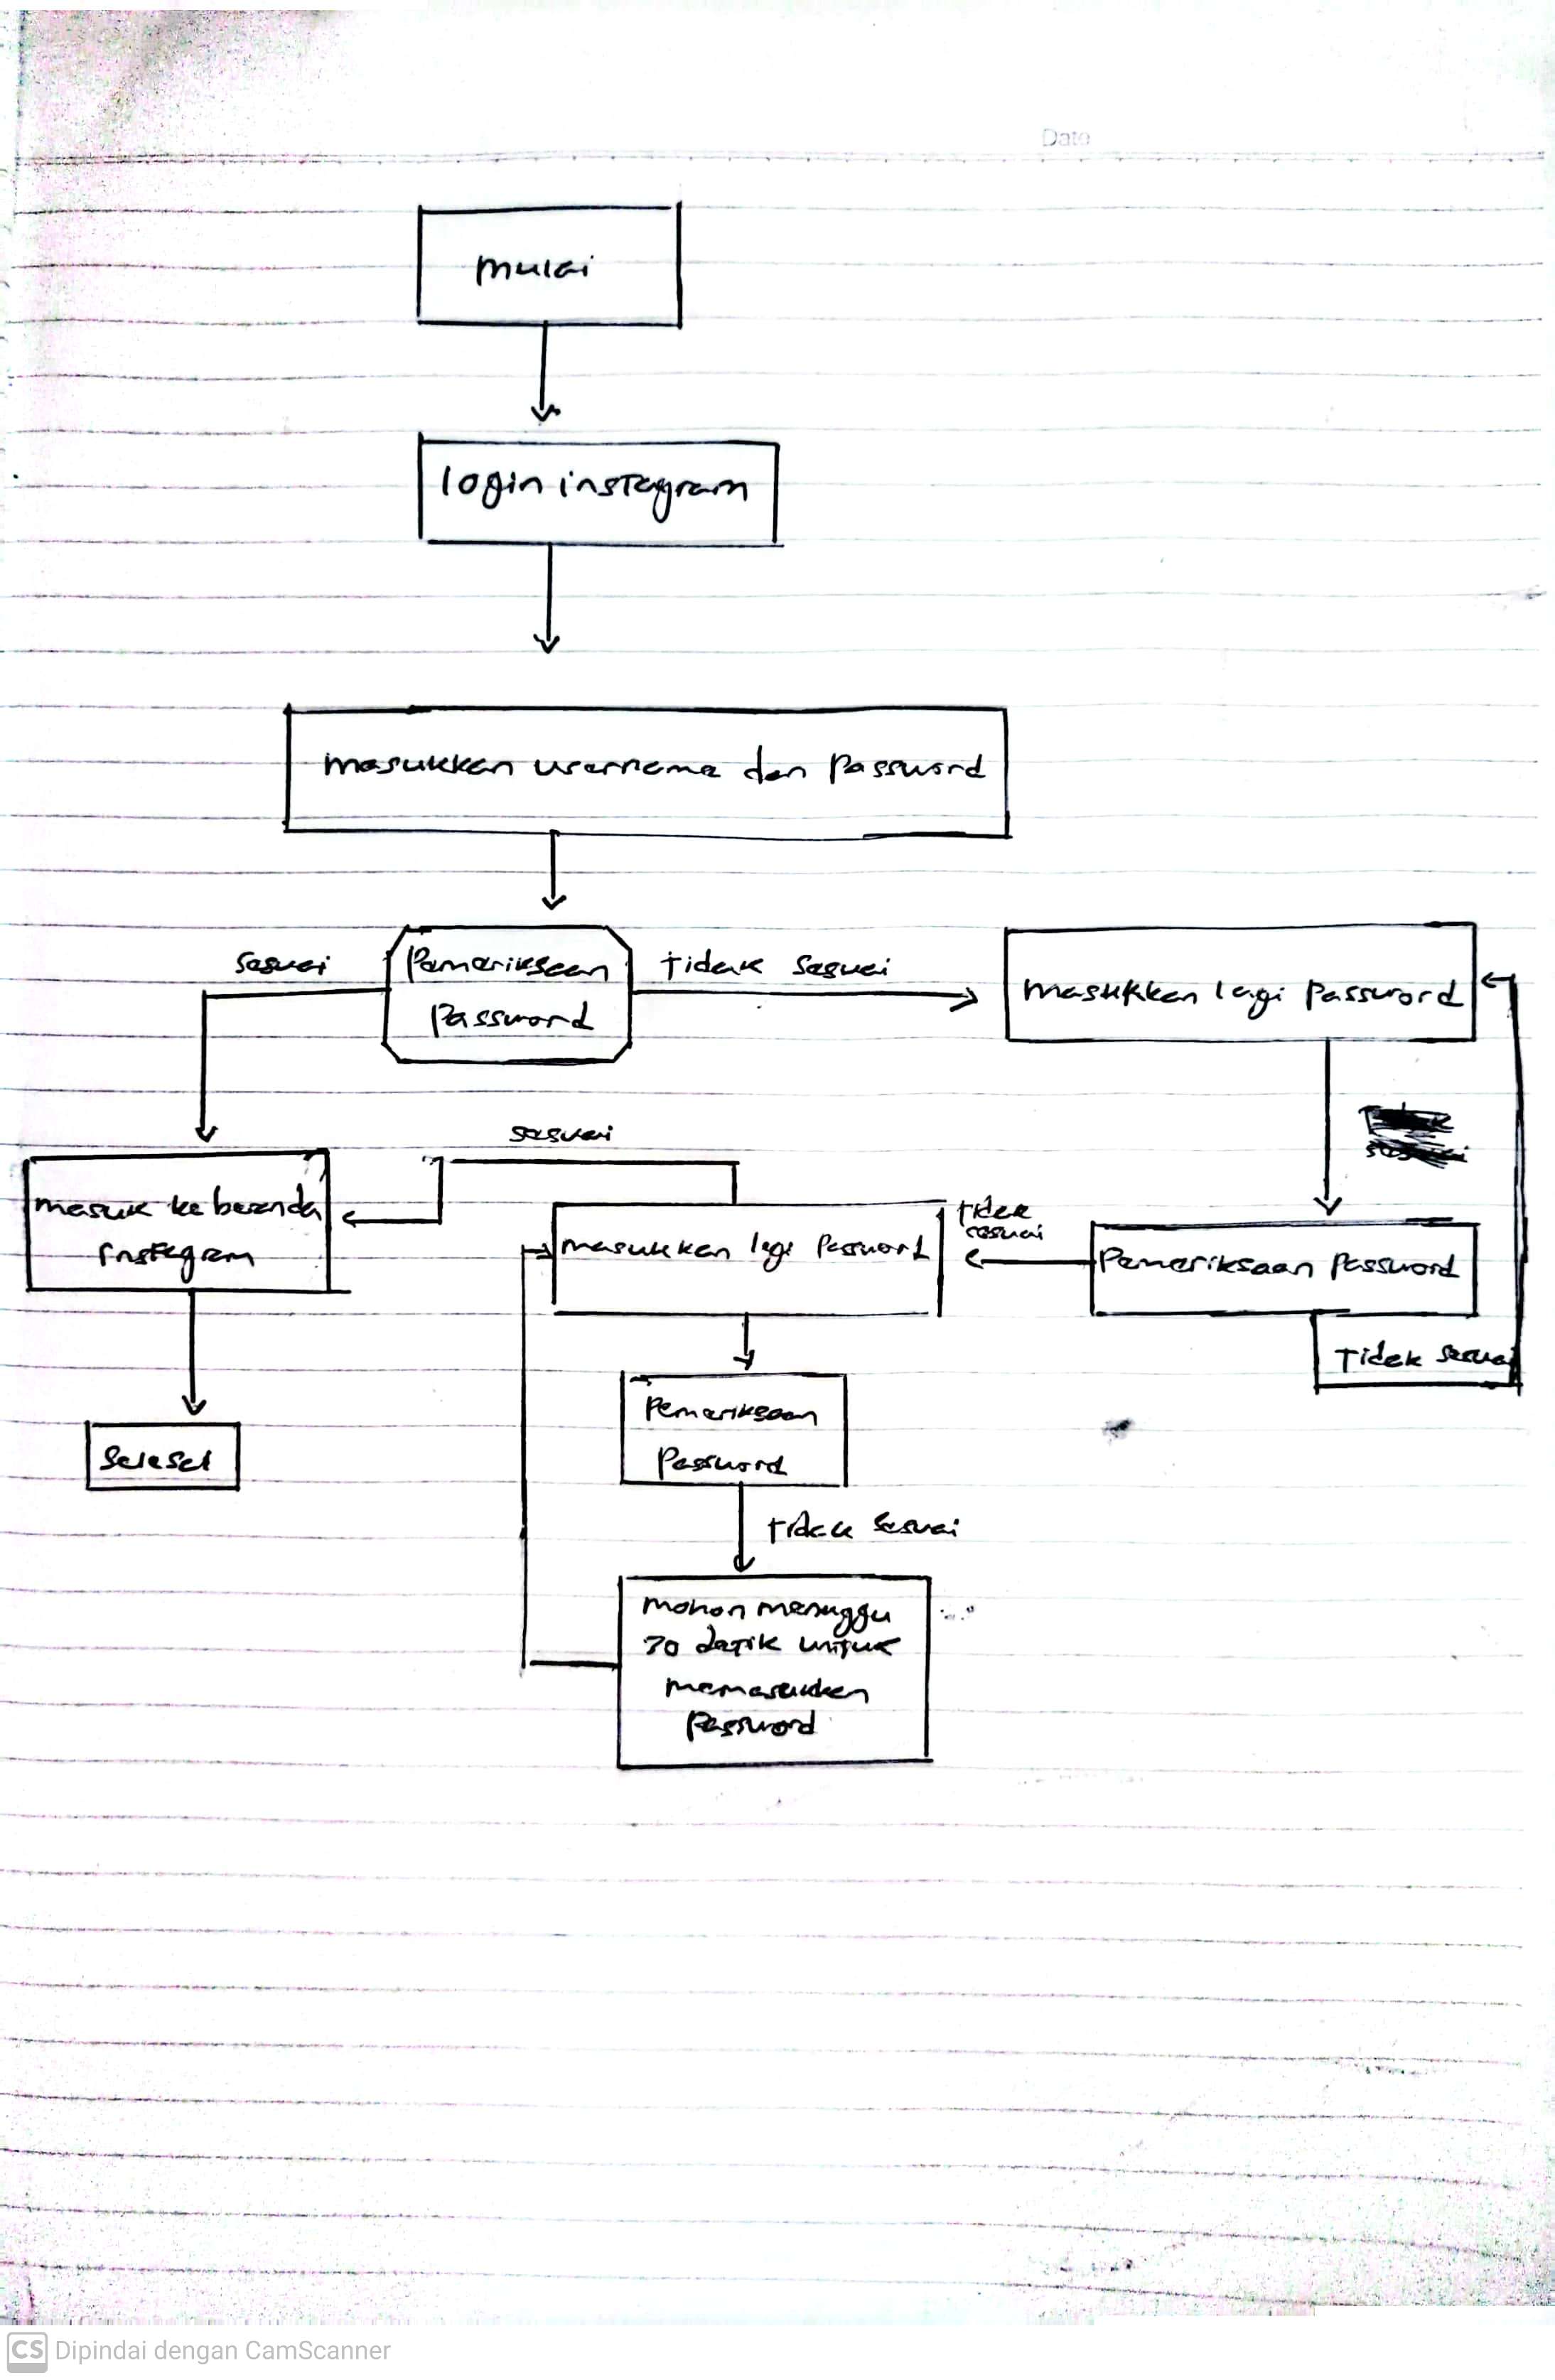 Date
mulai
login instagram
masukkan username dan Password
sesuai
Pemeriksaan
Password
tidak sesuai
masukkan lagi password
sesuai
masuk ke beranda
instagram
masukkan lagi Password
tidak
sesuai
Pemeriksaan Password
Tidak sesuai
Pemeriksaan
Password
selesai
tidak sesuai
mohon menunggu
30 detik untuk
memasukkan
Password
CS Dipindai dengan CamScanner